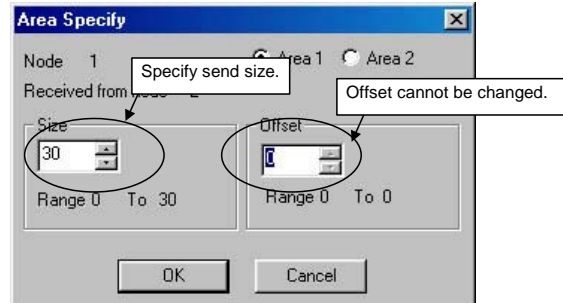 Area Specify
Node 1 Area 1 Area 2
Specify send size.
Offset cannot be changed.
Received from 2
Size Offset
30 0
Range 0 To 30 Range 0 To 0
OK Cancel